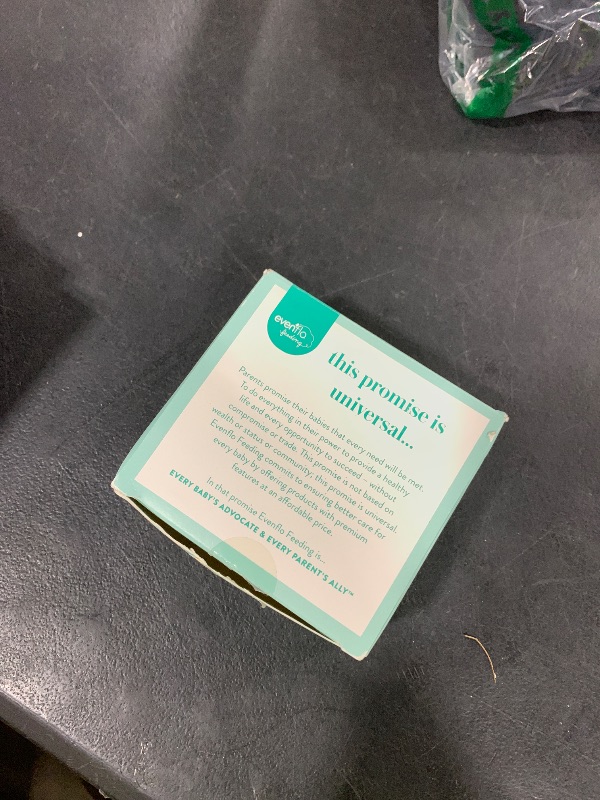 evenflo
feeding
this promise is
universal...
Parents promise their babies that every need will be met.
To do everything in their power to provide a healthy
life and every opportunity to succeed - without
compromise or trade. This promise is not based on
wealth or status or community; this promise is universal.
Evenflo Feeding commits to ensuring better care for
every baby by offering products with premium
features at an affordable price.
In that promise Evenflo Feeding is...
EVERY BABY'S ADVOCATE & EVERY PARENT'S ALLY™